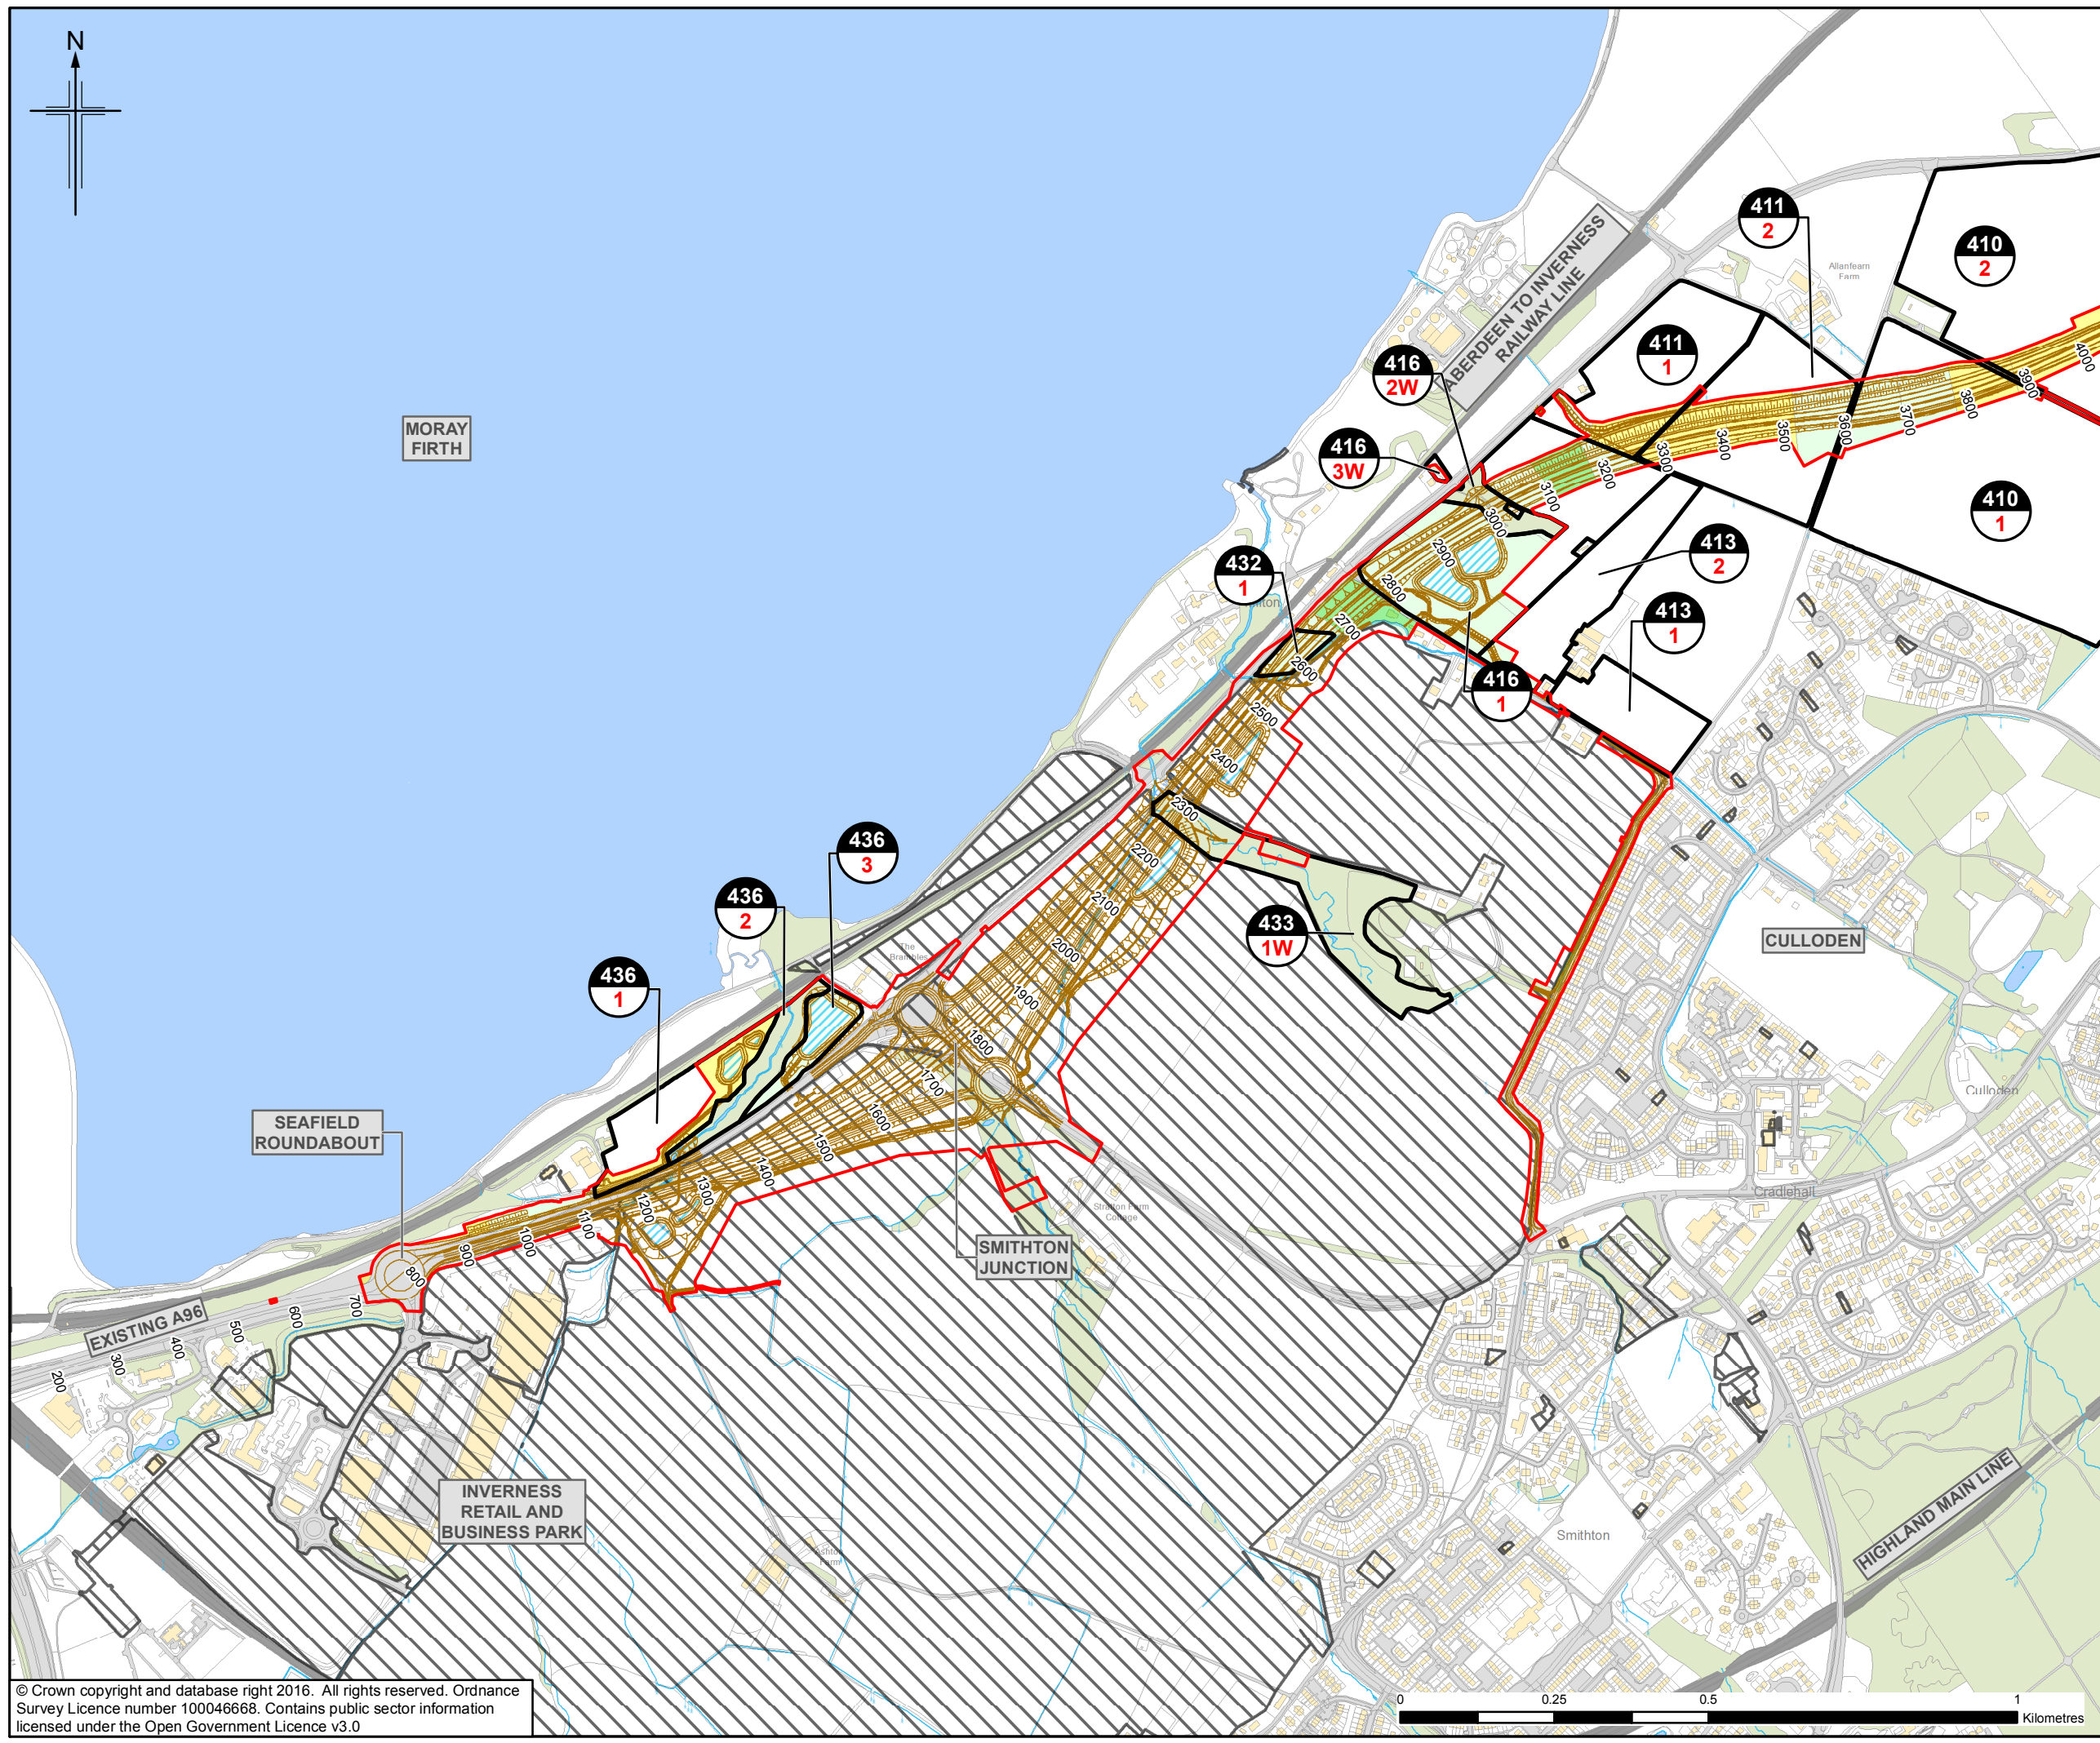 N
MORAY
FIRTH
ABERDEEN TO INVERNESS
RAILWAY LINE
411
2
410
2
Allanfearn
Farm
411
1
416
2W
416
3W
410
1
432
1
413
2
413
1
416
1
436
3
436
2
436
1
433
1W
CULLODEN
The
Brambles
SEAFIELD
ROUNDABOUT
SMITHTON
JUNCTION
Stratton Farm
Cottage
Culloden
Cradlehall
EXISTING A96
INVERNESS
RETAIL AND
BUSINESS PARK
Farm
Smithton
HIGHLAND MAIN LINE
200
300
400
500
600
700
800
900
1000
1100
1200
1300
1400
1500
1600
1700
1800
1900
2000
2100
2200
2300
2400
2500
2600
2700
2800
2900
3000
3100
3200
3300
3400
3500
3600
3700
3800
3900
4000
© Crown copyright and database right 2016. All rights reserved. Ordnance
Survey Licence number 100046668. Contains public sector information
licensed under the Open Government Licence v3.0
0 0.25 0.5 1
Kilometres